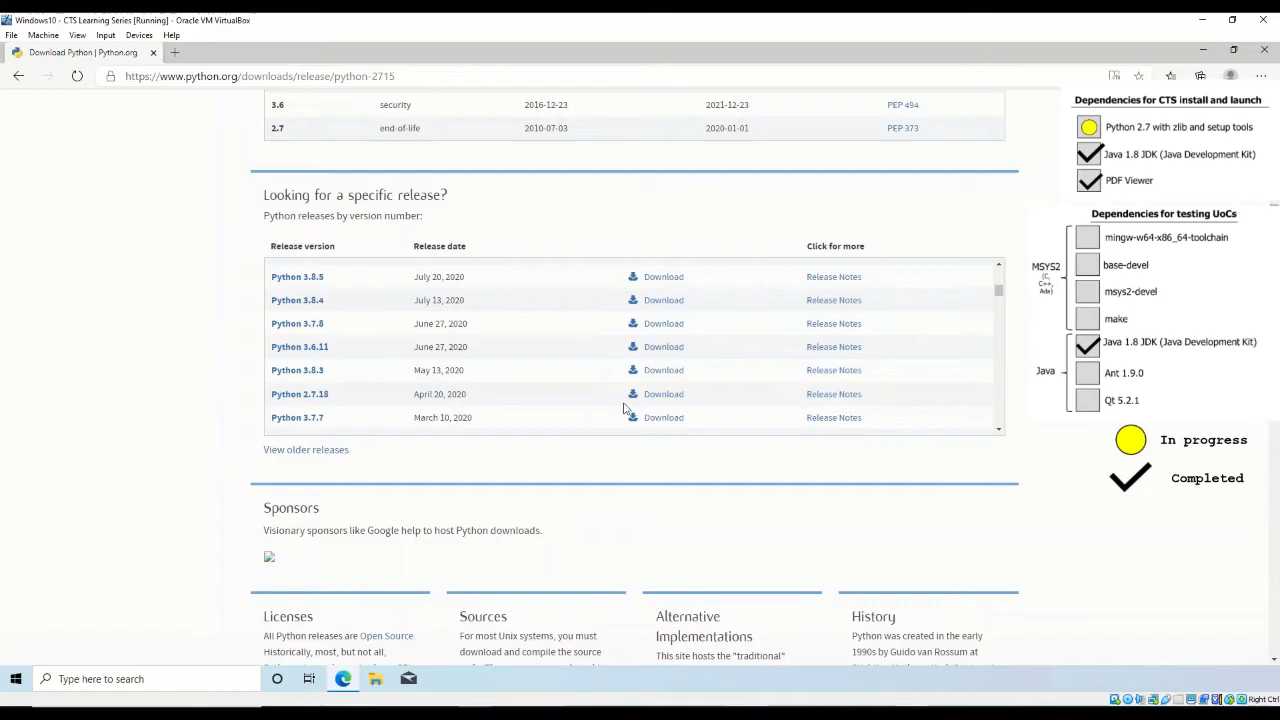 Windows10 - CTS Learning Series [Running] - Oracle VM VirtualBox
File Machine View Input Devices Help
Download Python | Python.org
https://www.python.org/downloads/release/python-2715
3.6 security 2016-12-23 2021-12-23 PEP 494
2.7 end-of-life 2010-07-03 2020-01-01 PEP 373
Looking for a specific release?
Python releases by version number:
Release version Release date Click for more
Python 3.8.5 July 20, 2020 Download Release Notes
Python 3.8.4 July 13, 2020 Download Release Notes
Python 3.7.8 June 27, 2020 Download Release Notes
Python 3.6.11 June 27, 2020 Download Release Notes
Python 3.8.3 May 13, 2020 Download Release Notes
Python 2.7.18 April 20, 2020 Download Release Notes
Python 3.7.7 March 10, 2020 Download Release Notes
View older releases
Sponsors
Visionary sponsors like Google help to host Python downloads.
Licenses
All Python releases are Open Source.
Historically, most, but not all,
Sources
For most Unix systems, you must
download and compile the source
Alternative
Implementations
This site hosts the "traditional"
History
Python was created in the early
1990s by Guido van Rossum at
Dependencies for CTS install and launch
Python 2.7 with zlib and setup tools
Java 1.8 JDK (Java Development Kit)
PDF Viewer
Dependencies for testing UoCs
MSYS2
(C,
C++,
Ada)
mingw-w64-x86_64-toolchain
base-devel
msys2-devel
make
Java
Java 1.8 JDK (Java Development Kit)
Ant 1.9.0
Qt 5.2.1
In progress
Completed
Type here to search
Right Ctrl